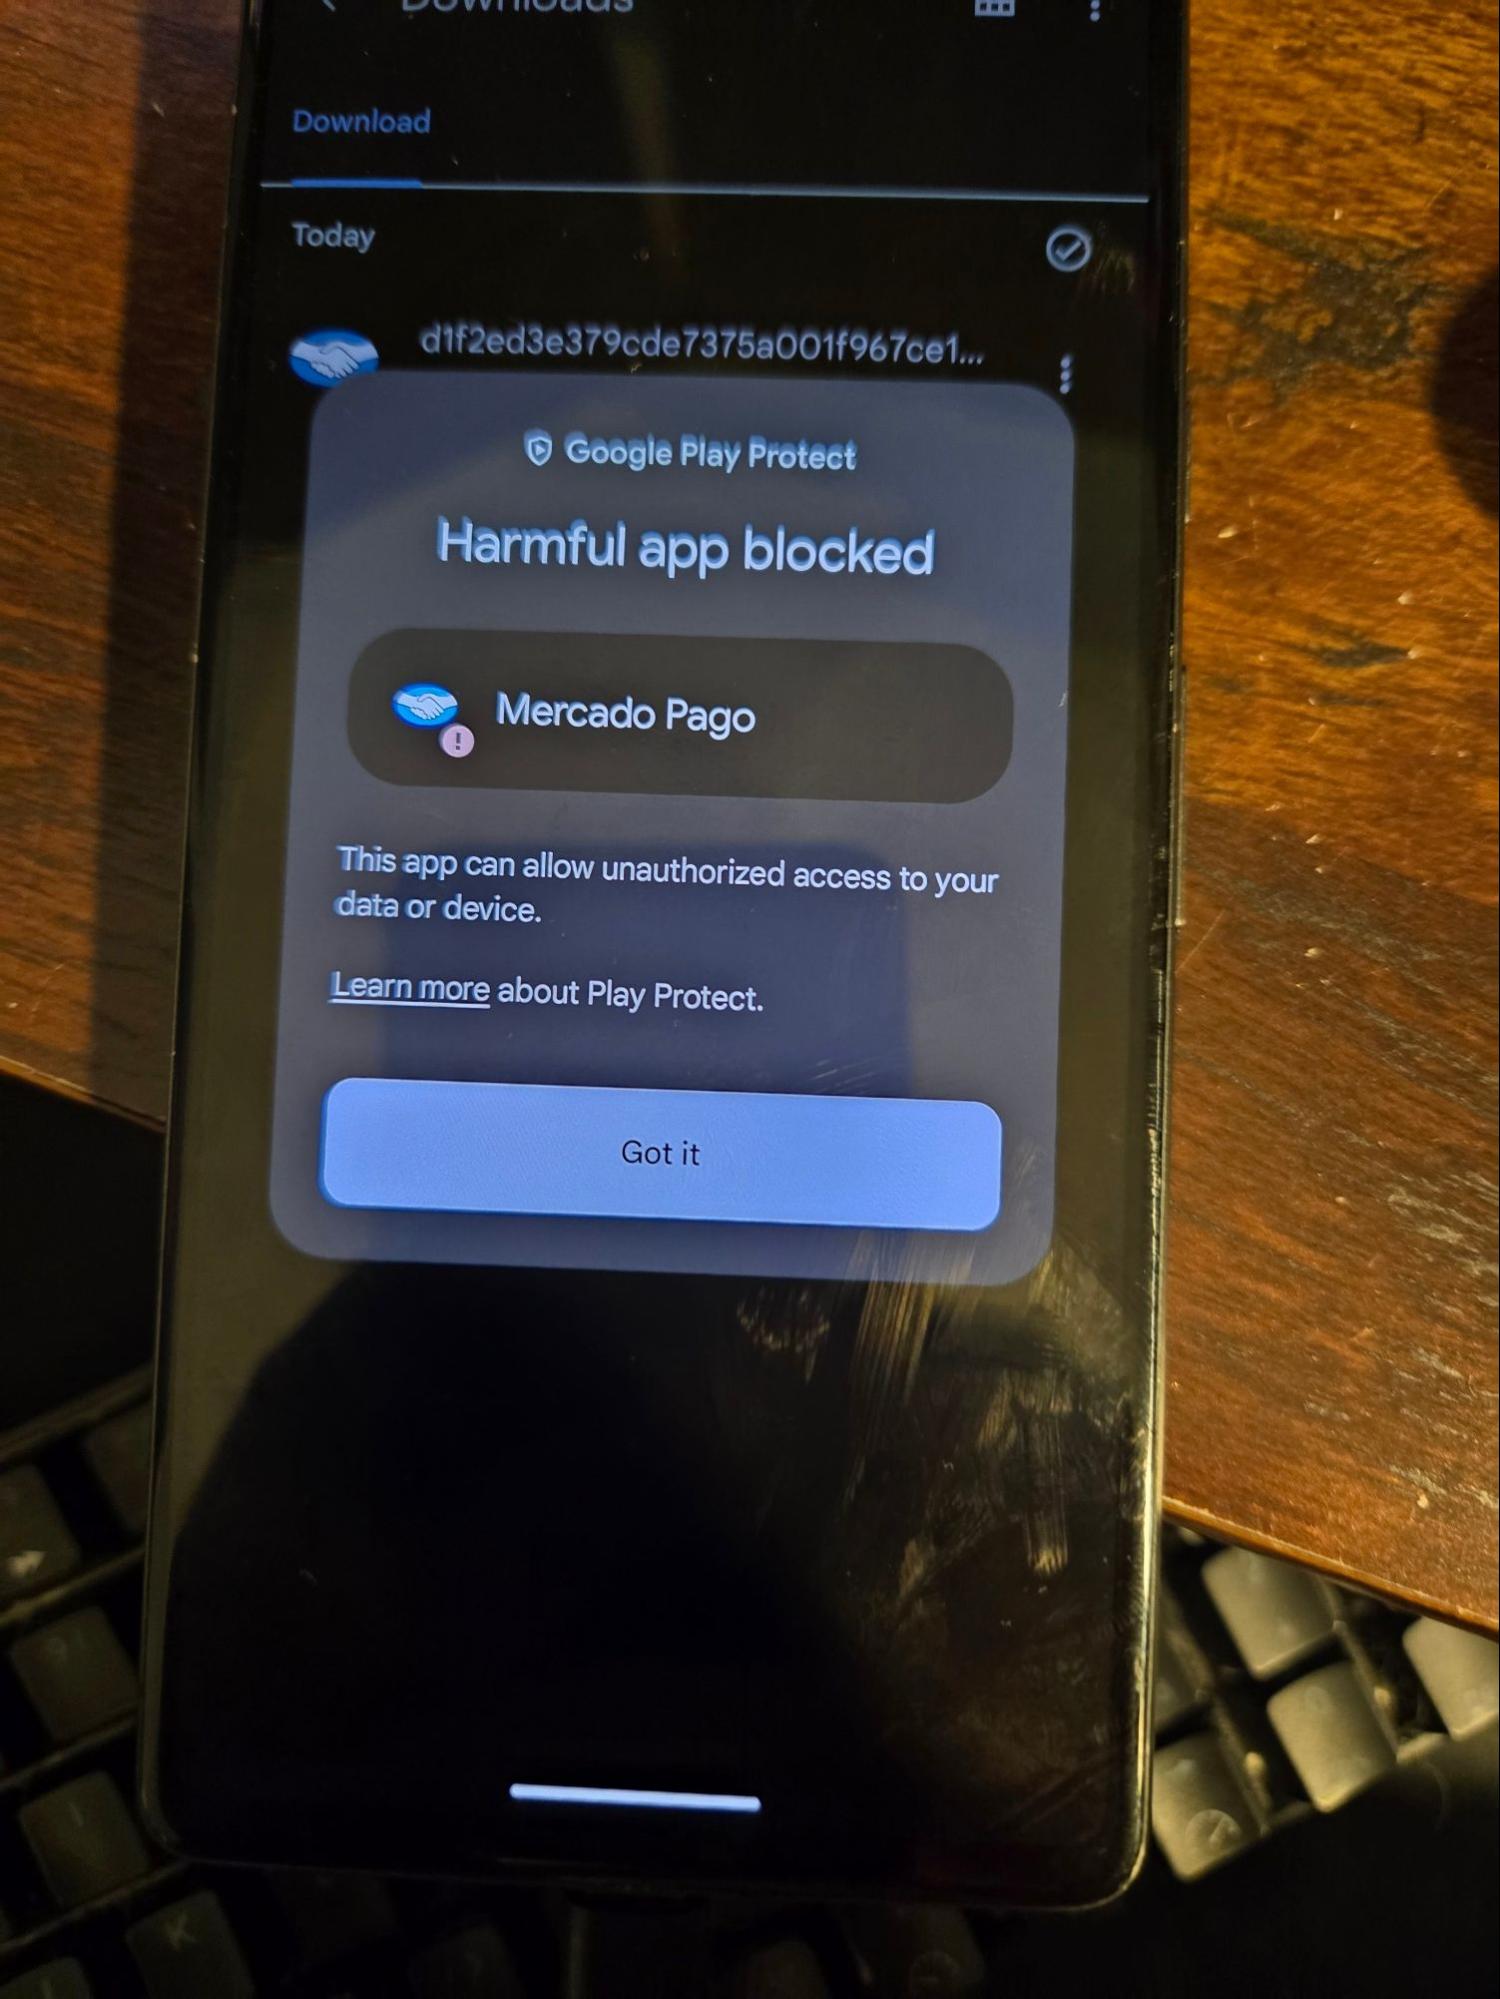 Downloads
Download
Today
d1f2ed3e379cde7375a001f967ce1...
Google Play Protect
Harmful app blocked
Mercado Pago
This app can allow unauthorized access to your
data or device.
Learn more about Play Protect.
Got it
K